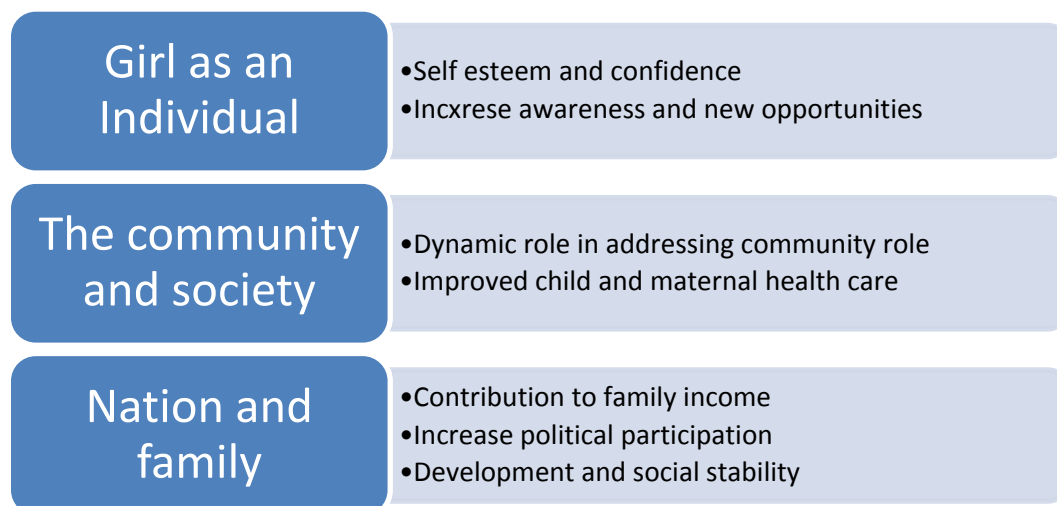 Girl as an
Individual
•Self esteem and confidence
•Incxrese awareness and new opportunities
The community
and society
•Dynamic role in addressing community role
•Improved child and maternal health care
Nation and
family
•Contribution to family income
•Increase political participation
•Development and social stability